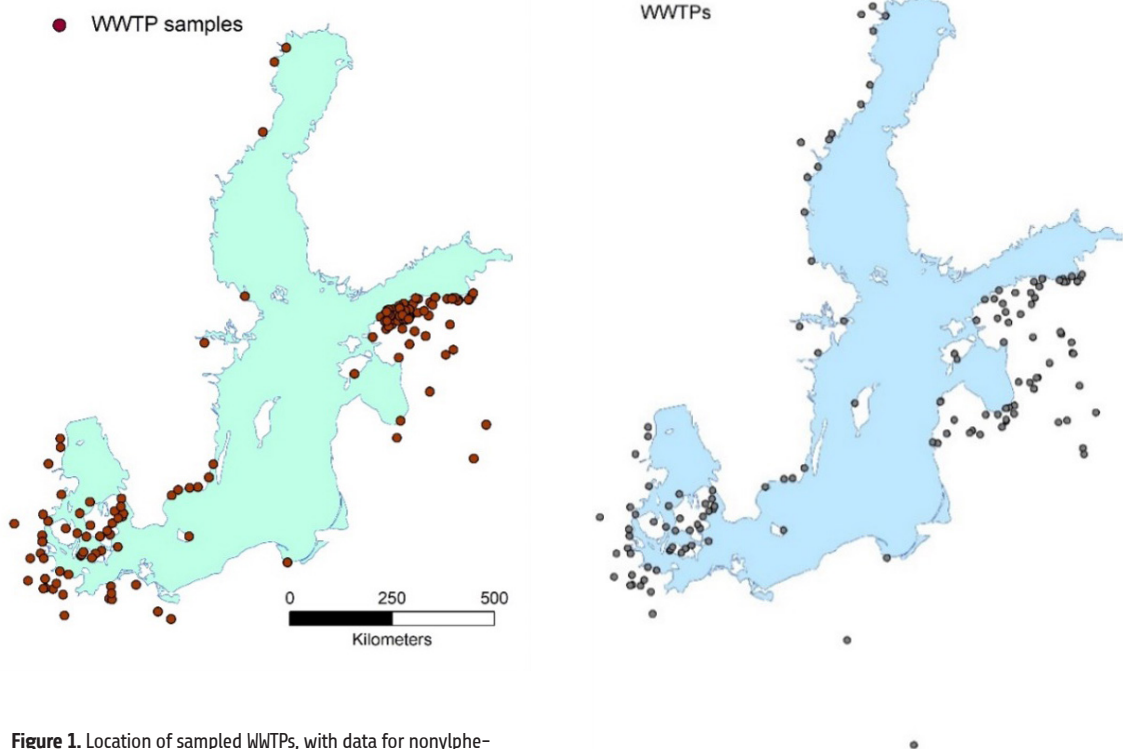 WWTP samples
WWTPs
0 250 500
Kilometers
Figure 1. Location of sampled WWTPs, with data for nonylphe-